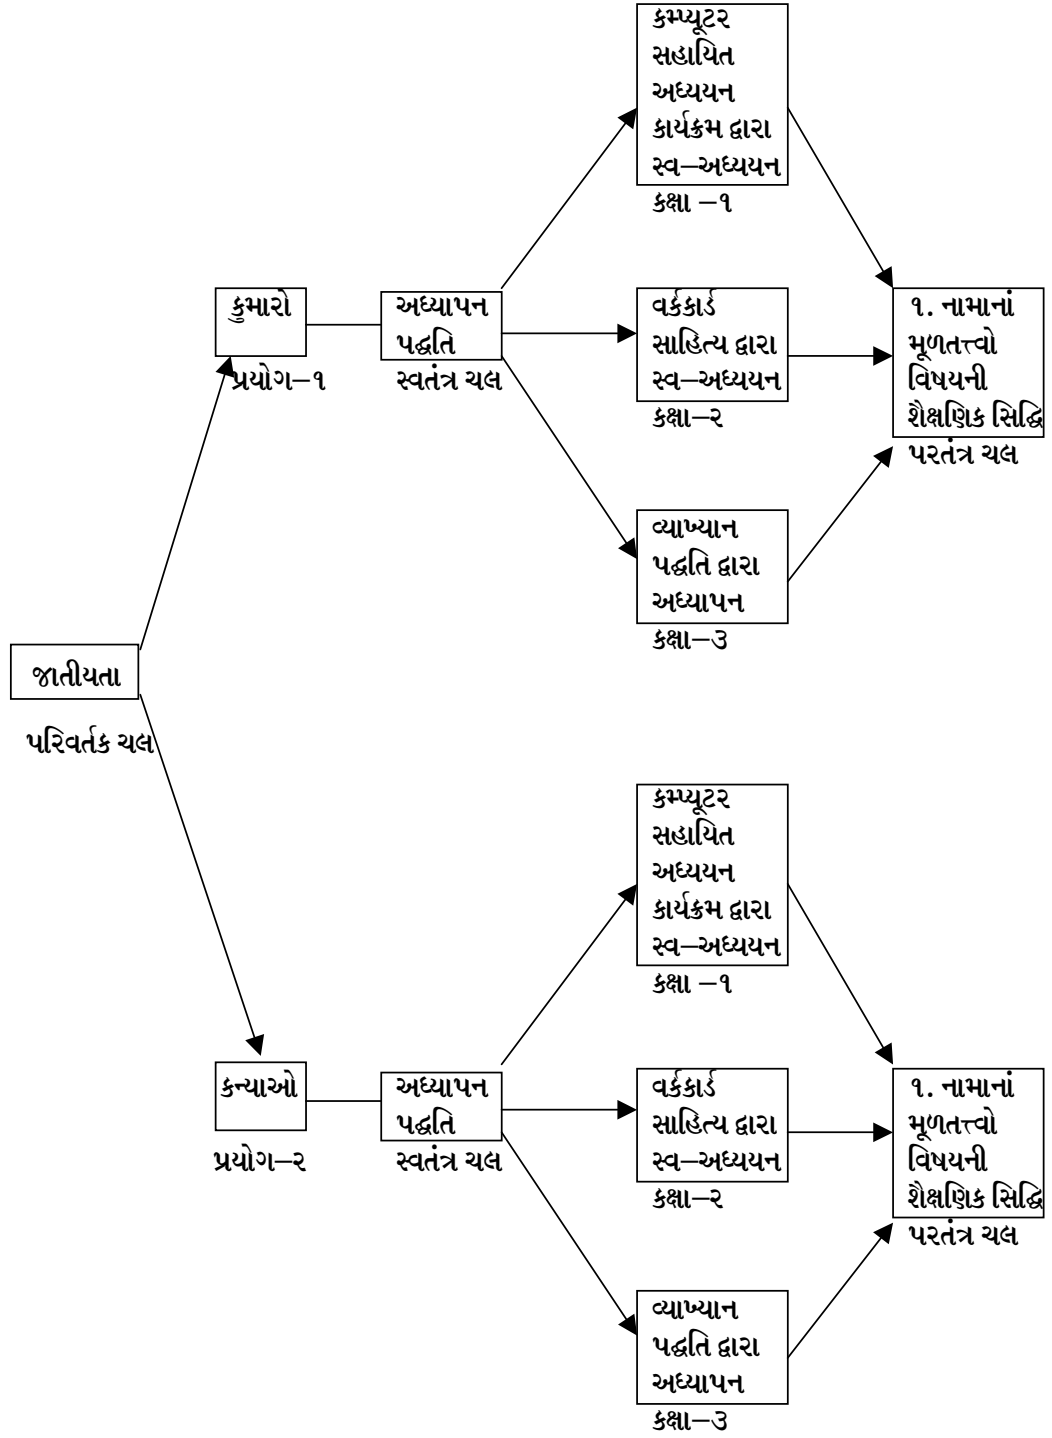 કમ્પ્યૂટર
સહાયિત
અધ્યયન
કાર્યક્રમ દ્વારા
સ્વ–અધ્યયન
કક્ષા –૧
કુમારો
પ્રયોગ–૧
અધ્યાપન
પદ્ધતિ
સ્વતંત્ર ચલ
વર્કકાર્ડ
સાહિત્ય દ્વારા
સ્વ–અધ્યયન
કક્ષા–૨
૧. નામાનાં
મૂળતત્ત્વો
વિષયની
શૈક્ષણિક સિદ્ધિ
પરતંત્ર ચલ
વ્યાખ્યાન
પદ્ધતિ દ્વારા
અધ્યાપન
કક્ષા–૩
જાતીયતા
પરિવર્તક ચલ
કમ્પ્યૂટર
સહાયિત
અધ્યયન
કાર્યક્રમ દ્વારા
સ્વ–અધ્યયન
કક્ષા –૧
કન્યાઓ
પ્રયોગ–૨
અધ્યાપન
પદ્ધતિ
સ્વતંત્ર ચલ
વર્કકાર્ડ
સાહિત્ય દ્વારા
સ્વ–અધ્યયન
કક્ષા–૨
૧. નામાનાં
મૂળતત્ત્વો
વિષયની
શૈક્ષણિક સિદ્ધિ
પરતંત્ર ચલ
વ્યાખ્યાન
પદ્ધતિ દ્વારા
અધ્યાપન
કક્ષા–૩